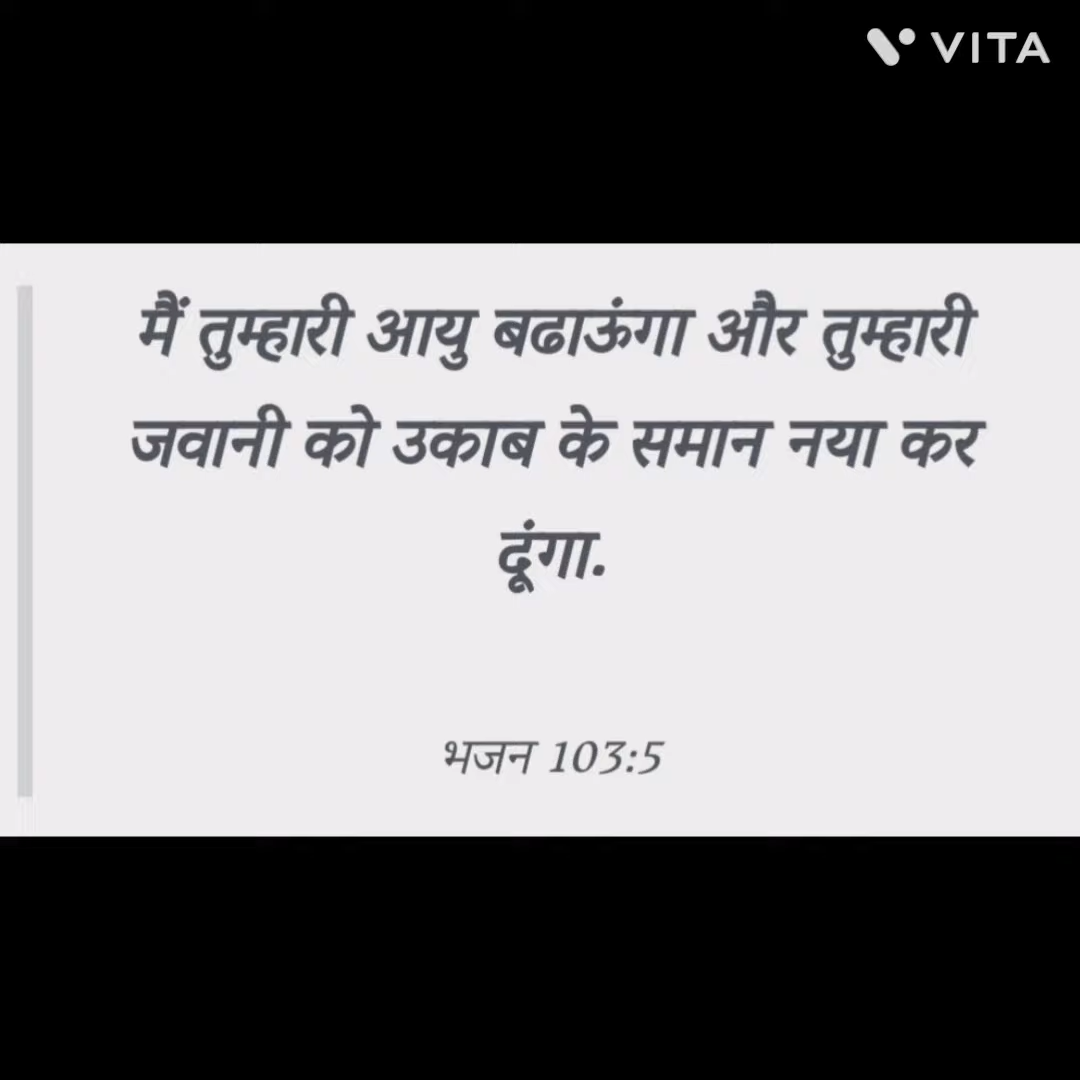 VITA
मैं तुम्हारी आयु बढाऊंगा और तुम्हारी
जवानी को उकाब के समान नया कर
दूंगा.
भजन 103:5